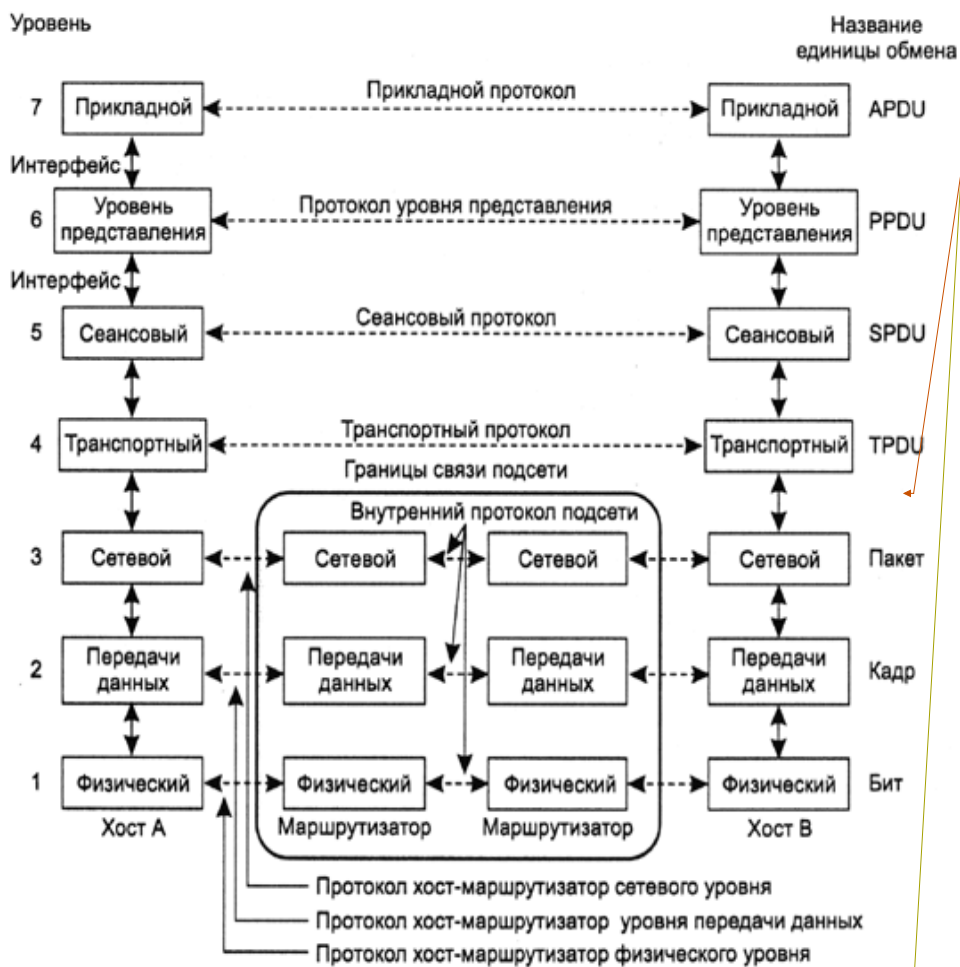 Уровень
Название
единицы обмена
7 Прикладной Прикладной протокол Прикладной APDU
Интерфейс
6 Уровень представления Протокол уровня представления Уровень представления PPDU
Интерфейс
5 Сеансовый Сеансовый протокол Сеансовый SPDU
4 Транспортный Транспортный протокол Транспортный TPDU
Границы связи подсети
Внутренний протокол подсети
3 Сетевой Сетевой Сетевой Сетевой Пакет
2 Передачи данных Передачи данных Передачи данных Передачи данных Кадр
1 Физический Физический Физический Физический Бит
Хост А Маршрутизатор Маршрутизатор Хост В
Протокол хост-маршрутизатор сетевого уровня
Протокол хост-маршрутизатор уровня передачи данных
Протокол хост-маршрутизатор физического уровня